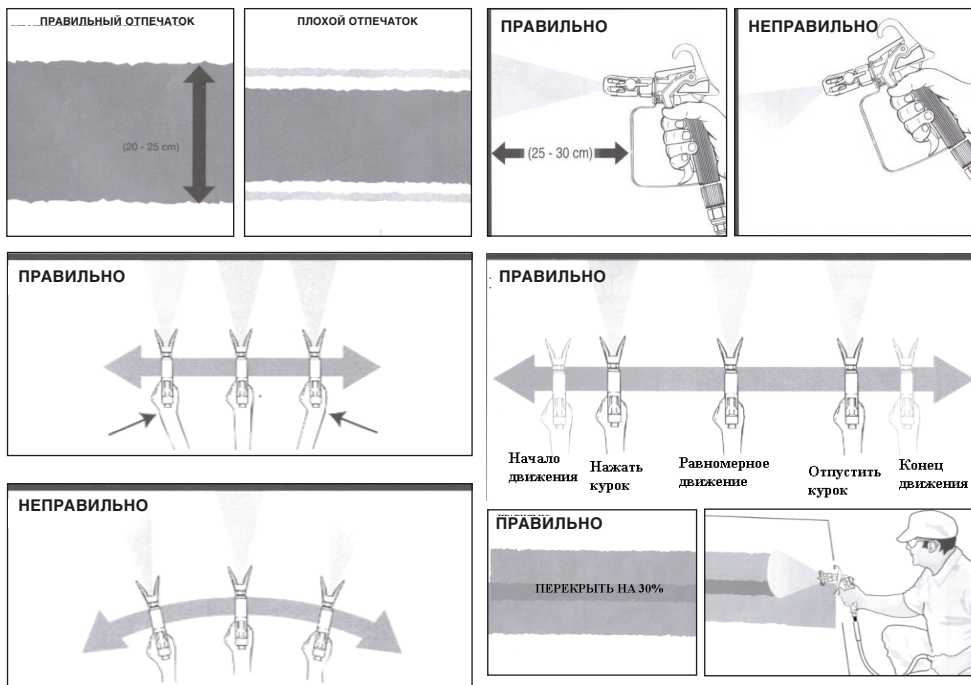 ПРАВИЛЬНЫЙ ОТПЕЧАТОК
(20 - 25 cm)
ПЛОХОЙ ОТПЕЧАТОК
ПРАВИЛЬНО
(25 - 30 cm)
НЕПРАВИЛЬНО
ПРАВИЛЬНО
ПРАВИЛЬНО
Начало
движения
Нажать
курок
Равномерное
движение
Отпустить
курок
Конец
движения
НЕПРАВИЛЬНО
ПРАВИЛЬНО
ПЕРЕКРЫТЬ НА 30%